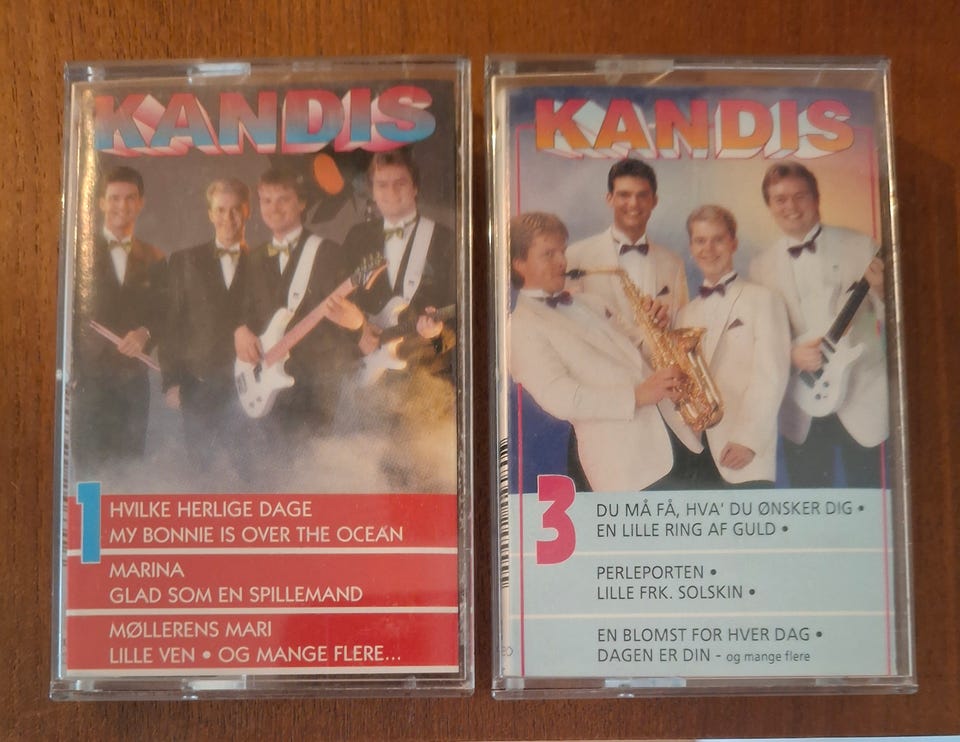 KANDIS
1
HVILKE HERLIGE DAGE
MY BONNIE IS OVER THE OCEAN
MARINA
GLAD SOM EN SPILLEMAND
MØLLERENS MARI
LILLE VEN • OG MANGE FLERE...
KANDIS
3
DU MÅ FÅ, HVA' DU ØNSKER DIG •
EN LILLE RING AF GULD •
PERLEPORTEN •
LILLE FRK. SOLSKIN •
EN BLOMST FOR HVER DAG •
DAGEN ER DIN - og mange flere